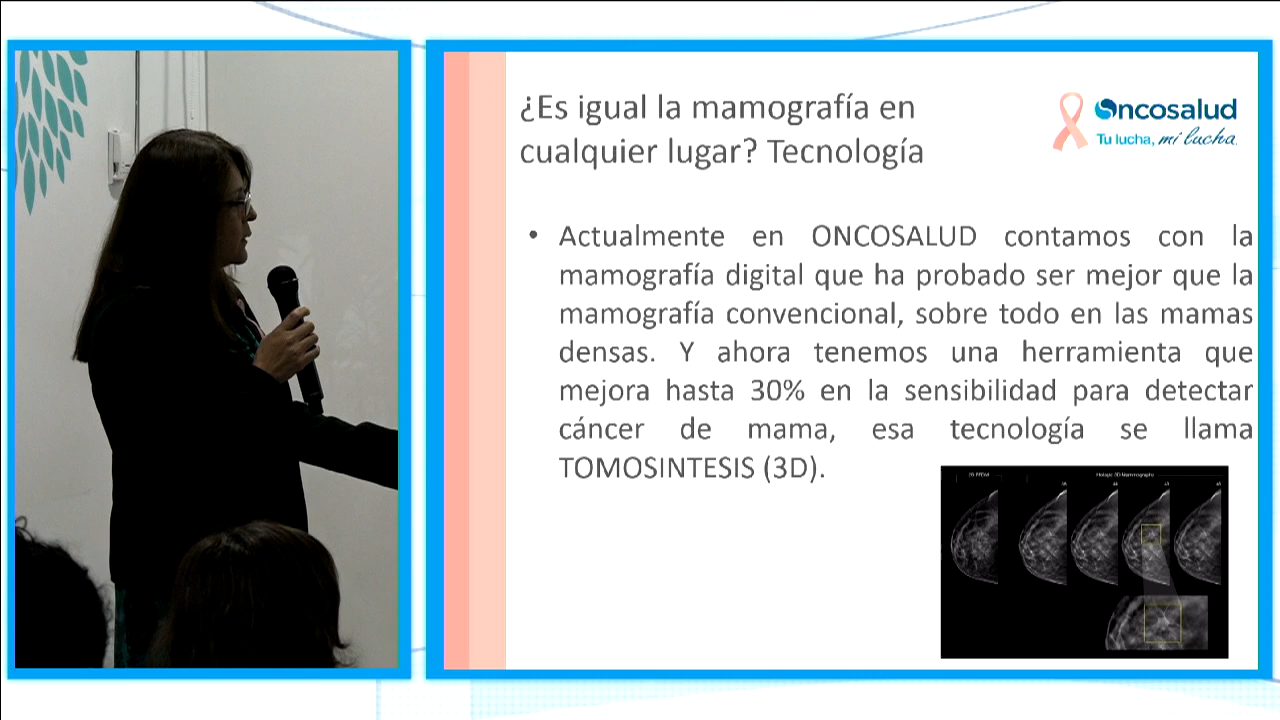 ¿Es igual la mamografía en
cualquier lugar? Tecnología
Oncosalud
Tu lucha, mi lucha.
• Actualmente en ONCOSALUD contamos con la
mamografía digital que ha probado ser mejor que la
mamografía convencional, sobre todo en las mamas
densas. Y ahora tenemos una herramienta que
mejora hasta 30% en la sensibilidad para detectar
cáncer de mama, esa tecnología se llama
TOMOSINTESIS (3D).